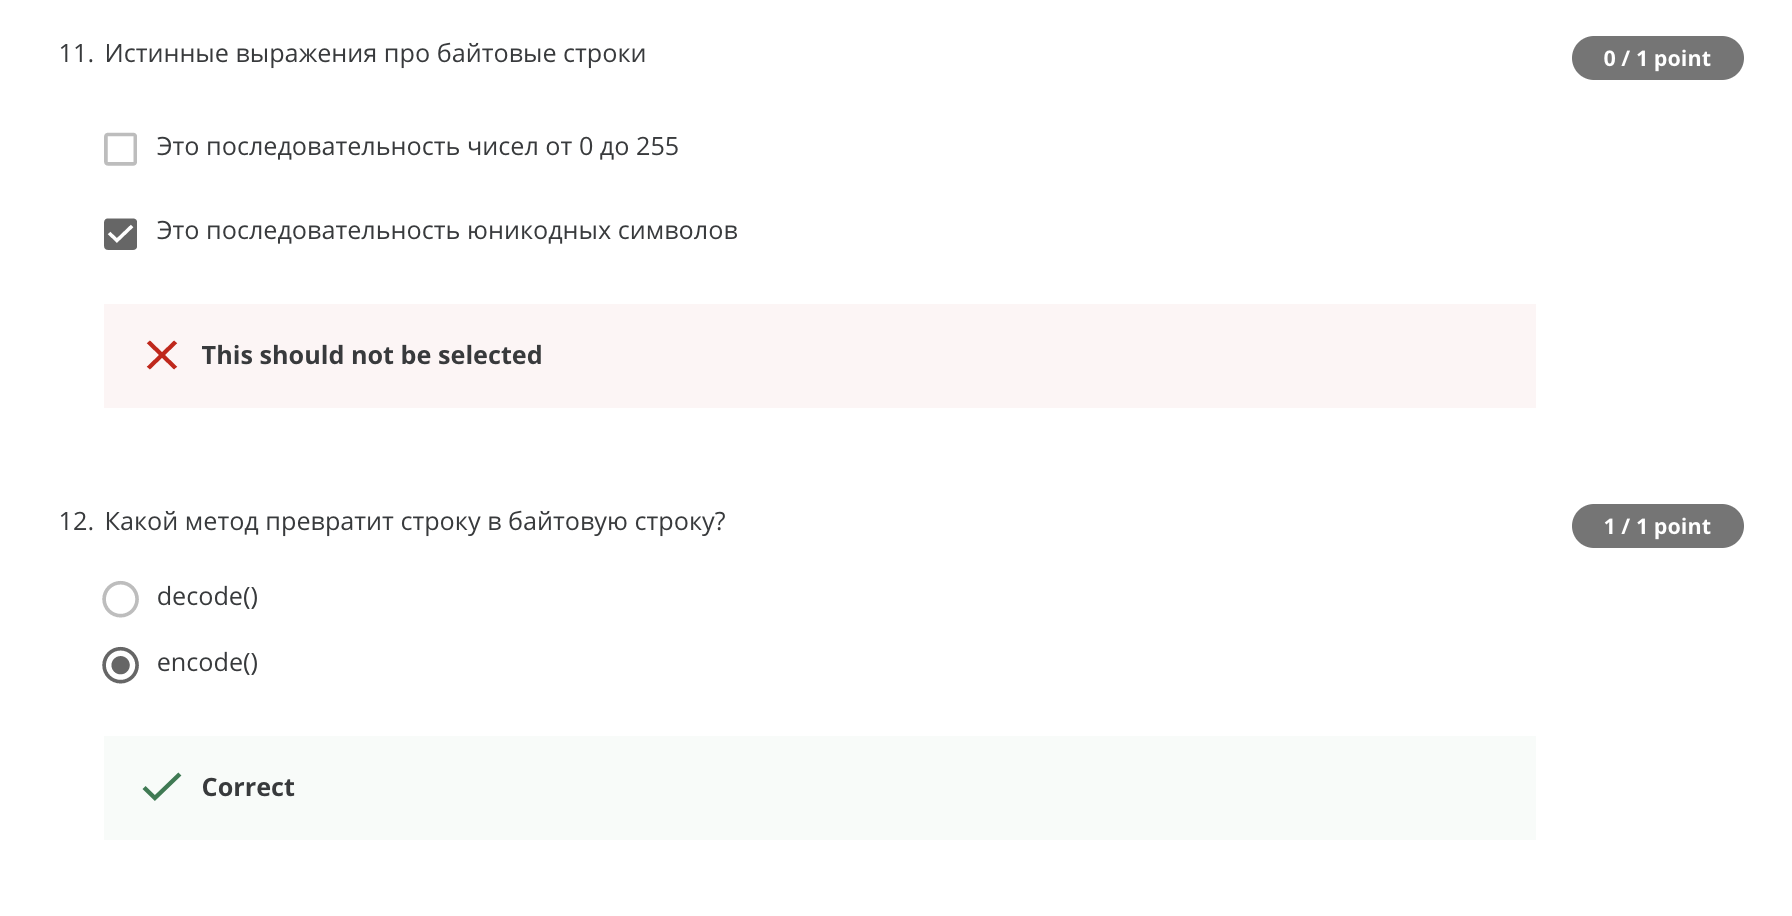 11. Истинные выражения про байтовые строки
0 / 1 point
Это последовательность чисел от 0 до 255
Это последовательность юникодных символов
This should not be selected
12. Какой метод превратит строку в байтовую строку?
1 / 1 point
decode()
encode()
Correct